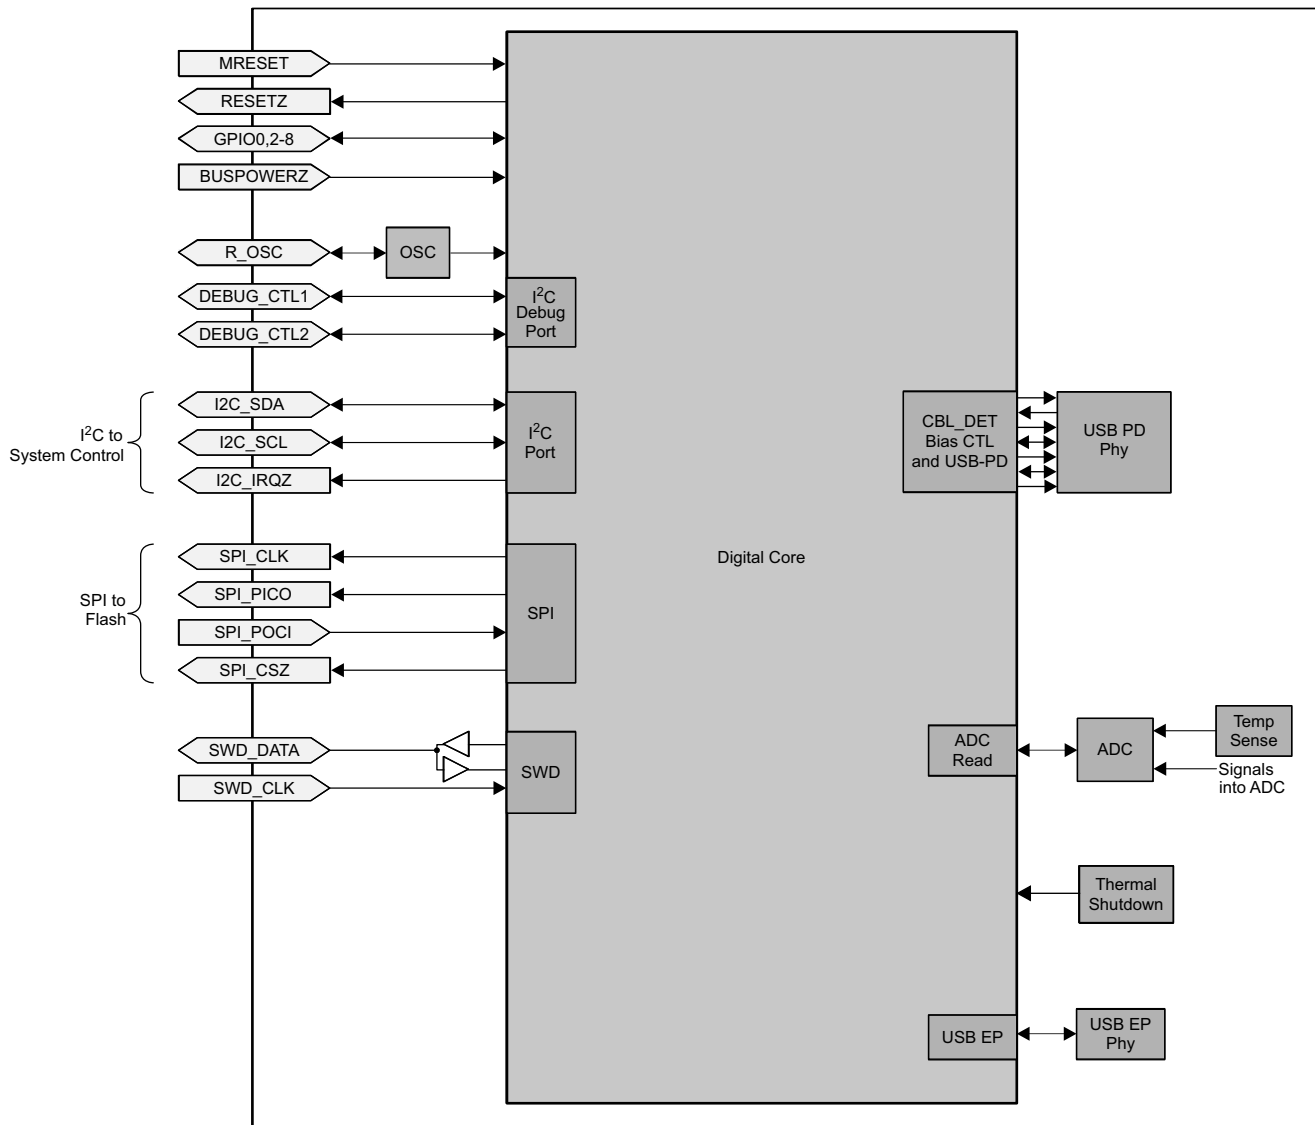 MRESET
RESETZ
GPIO0,2-8
BUSPOWERZ
R_OSC
OSC
DEBUG_CTL1
DEBUG_CTL2
I²C
Debug
Port
I²C to
System Control
I2C_SDA
I2C_SCL
I2C_IRQZ
I²C
Port
CBL_DET
Bias CTL
and USB-PD
USB PD
Phy
Digital Core
SPI to
Flash
SPI_CLK
SPI_PICO
SPI_POCI
SPI_CSZ
SPI
SWD_DATA
SWD_CLK
SWD
ADC
Read
ADC
Temp
Sense
Signals
into ADC
Thermal
Shutdown
USB EP
USB EP
Phy